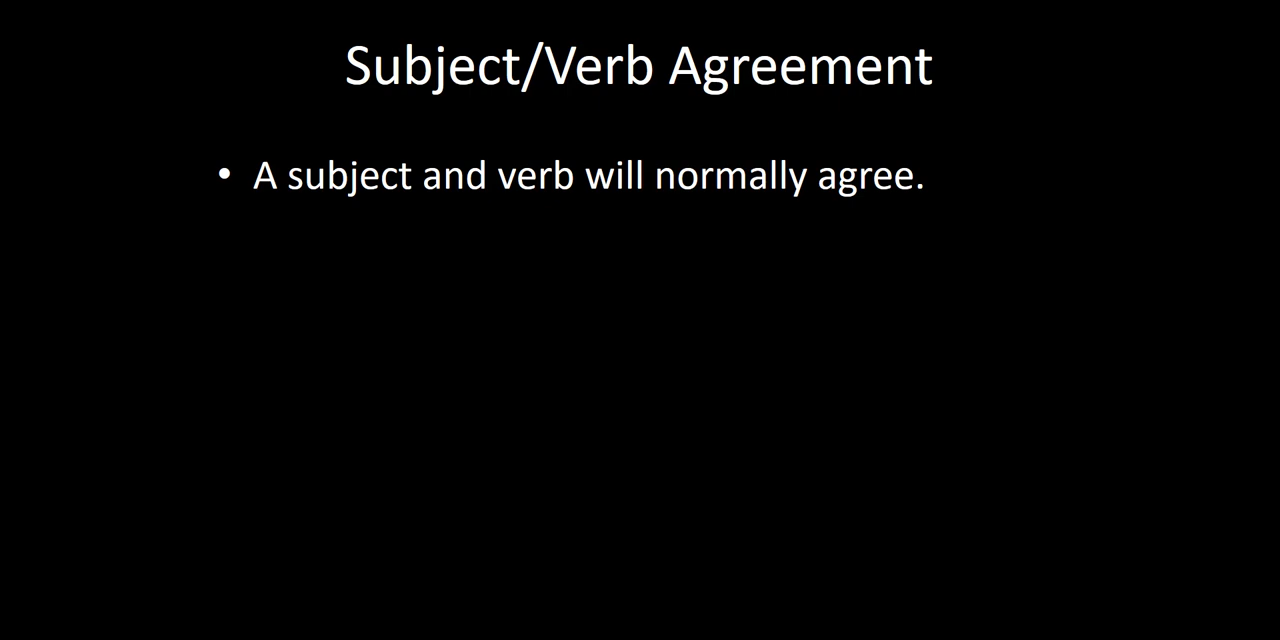 Subject/Verb Agreement
• A subject and verb will normally agree.